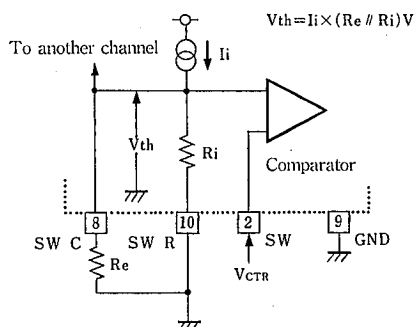 Vth=Ii×(Re∥Ri)V
To another channel
Ii
Vth
Ri
Comparator
8
10
2
9
SW C
SW R
SW
GND
Re
VCTR